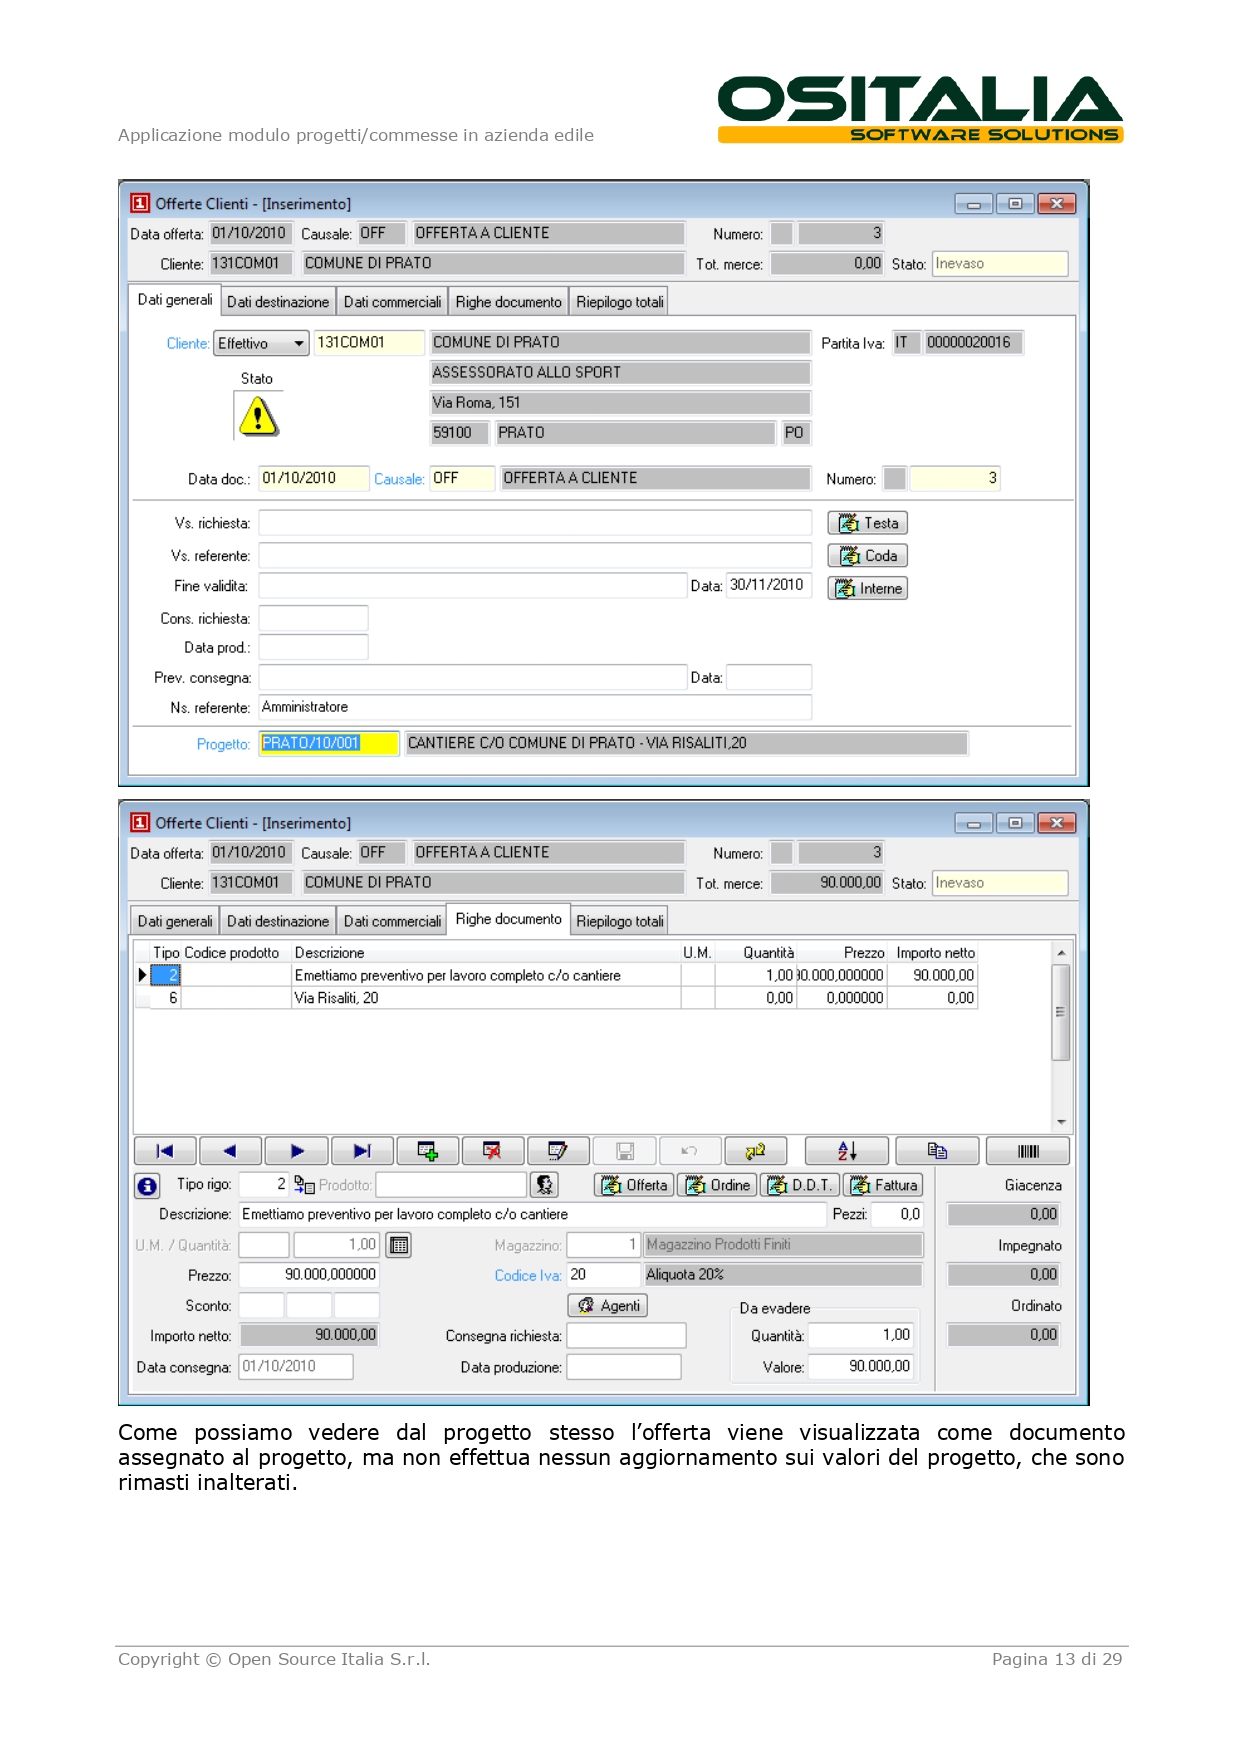 OSITALIA
SOFTWARE SOLUTIONS
Applicazione modulo progetti/commesse in azienda edile
Offerte Clienti - [Inserimento]
Data offerta: 01/10/2010 Causale: OFF OFFERTA A CLIENTE Numero: 3
Cliente: 131COM01 COMUNE DI PRATO Tot. merce: 0,00 Stato: Inevaso
Dati generali Dati destinazione Dati commerciali Righe documento Riepilogo totali
Cliente: Effettivo 131COM01 COMUNE DI PRATO Partita Iva: IT 00000020016
ASSESSORATO ALLO SPORT
Stato
Via Roma, 151
59100 PRATO PO
Data doc.: 01/10/2010 Causale: OFF OFFERTA A CLIENTE Numero: 3
Vs. richiesta: Testa
Vs. referente: Coda
Fine validita: Data: 30/11/2010 Interne
Cons. richiesta:
Data prod.:
Prev. consegna: Data:
Ns. referente: Amministratore
Progetto: PRATO/10/001 CANTIERE C/O COMUNE DI PRATO - VIA RISALITI,20
Offerte Clienti - [Inserimento]
Data offerta: 01/10/2010 Causale: OFF OFFERTA A CLIENTE Numero: 3
Cliente: 131COM01 COMUNE DI PRATO Tot. merce: 90.000,00 Stato: Inevaso
Dati generali Dati destinazione Dati commerciali Righe documento Riepilogo totali
Tipo Codice prodotto Descrizione U.M. Quantità Prezzo Importo netto
2 Emettiamo preventivo per lavoro completo c/o cantiere 1,00 0.000,000000 90.000,00
6 Via Risaliti, 20 0,00 0,000000 0,00
Tipo rigo: 2 Prodotto: Offerta Ordine D.D.T. Fattura Giacenza
Descrizione: Emettiamo preventivo per lavoro completo c/o cantiere Pezzi: 0,0 0,00
U.M. / Quantità: 1,00 Magazzino: 1 Magazzino Prodotti Finiti Impegnato
Prezzo: 90.000,000000 Codice Iva: 20 Aliquota 20% 0,00
Sconto: Agenti Da evadere Ordinato
Importo netto: 90.000,00 Consegna richiesta: Quantità: 1,00 0,00
Data consegna: 01/10/2010 Data produzione: Valore: 90.000,00
Come possiamo vedere dal progetto stesso l’offerta viene visualizzata come documento
assegnato al progetto, ma non effettua nessun aggiornamento sui valori del progetto, che sono
rimasti inalterati.
Copyright © Open Source Italia S.r.l. Pagina 13 di 29